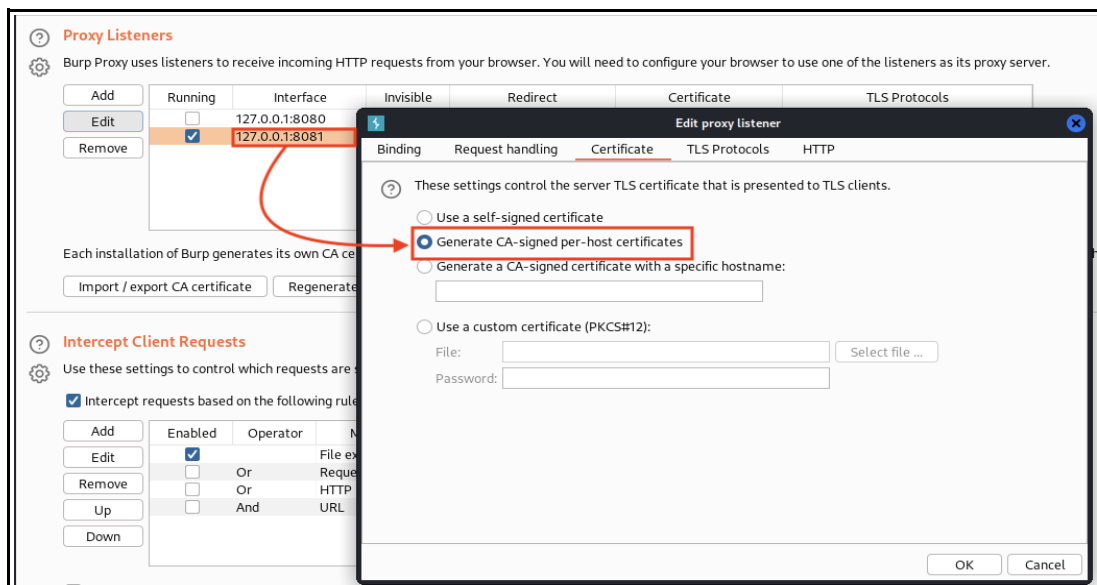 Proxy Listeners
Burp Proxy uses listeners to receive incoming HTTP requests from your browser. You will need to configure your browser to use one of the listeners as its proxy server.
Add
Edit
Remove
Running Interface Invisible Redirect Certificate TLS Protocols
127.0.0.1:8080
127.0.0.1:8081
Each installation of Burp generates its own CA ce
Import / export CA certificate Regenerate
Edit proxy listener
Binding Request handling Certificate TLS Protocols HTTP
These settings control the server TLS certificate that is presented to TLS clients.
Use a self-signed certificate
Generate CA-signed per-host certificates
Generate a CA-signed certificate with a specific hostname:
Use a custom certificate (PKCS#12):
File: Select file ...
Password:
OK Cancel
Intercept Client Requests
Use these settings to control which requests are s
Intercept requests based on the following rule
Add
Edit
Remove
Up
Down
Enabled Operator M
File ex
Or Reque
Or HTTP
And URL